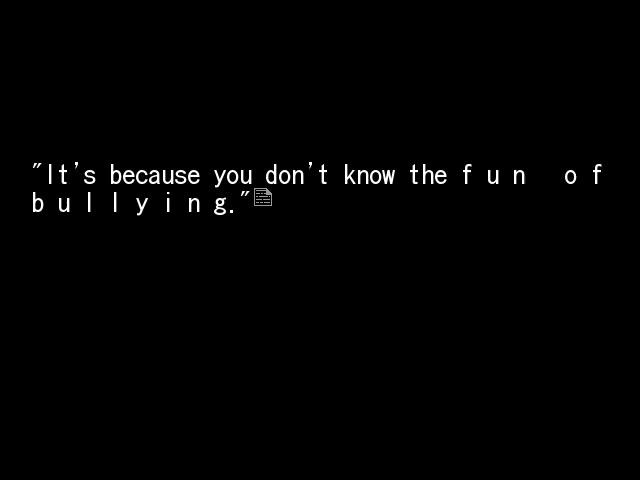 "It's because you don't know the f u n   o f
b u l l y i n g."